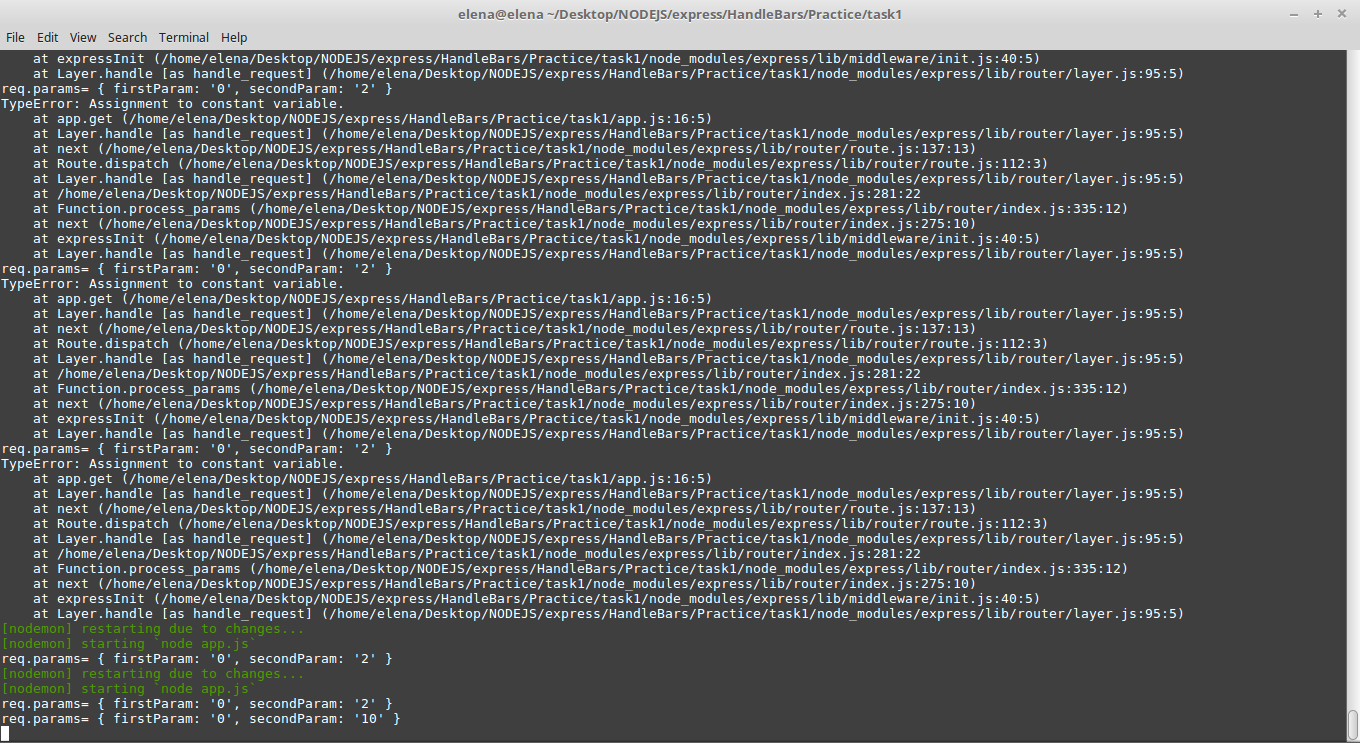 elena@elena ~/Desktop/NODEJS/express/HandleBars/Practice/task1
File Edit View Search Terminal Help
    at expressInit (/home/elena/Desktop/NODEJS/express/HandleBars/Practice/task1/node_modules/express/lib/middleware/init.js:40:5)
    at Layer.handle [as handle_request] (/home/elena/Desktop/NODEJS/express/HandleBars/Practice/task1/node_modules/express/lib/router/layer.js:95:5)
req.params= { firstParam: '0', secondParam: '2' }
TypeError: Assignment to constant variable.
    at app.get (/home/elena/Desktop/NODEJS/express/HandleBars/Practice/task1/app.js:16:5)
    at Layer.handle [as handle_request] (/home/elena/Desktop/NODEJS/express/HandleBars/Practice/task1/node_modules/express/lib/router/layer.js:95:5)
    at next (/home/elena/Desktop/NODEJS/express/HandleBars/Practice/task1/node_modules/express/lib/router/route.js:137:13)
    at Route.dispatch (/home/elena/Desktop/NODEJS/express/HandleBars/Practice/task1/node_modules/express/lib/router/route.js:112:3)
    at Layer.handle [as handle_request] (/home/elena/Desktop/NODEJS/express/HandleBars/Practice/task1/node_modules/express/lib/router/layer.js:95:5)
    at /home/elena/Desktop/NODEJS/express/HandleBars/Practice/task1/node_modules/express/lib/router/index.js:281:22
    at Function.process_params (/home/elena/Desktop/NODEJS/express/HandleBars/Practice/task1/node_modules/express/lib/router/index.js:335:12)
    at next (/home/elena/Desktop/NODEJS/express/HandleBars/Practice/task1/node_modules/express/lib/router/index.js:275:10)
    at expressInit (/home/elena/Desktop/NODEJS/express/HandleBars/Practice/task1/node_modules/express/lib/middleware/init.js:40:5)
    at Layer.handle [as handle_request] (/home/elena/Desktop/NODEJS/express/HandleBars/Practice/task1/node_modules/express/lib/router/layer.js:95:5)
req.params= { firstParam: '0', secondParam: '2' }
TypeError: Assignment to constant variable.
    at app.get (/home/elena/Desktop/NODEJS/express/HandleBars/Practice/task1/app.js:16:5)
    at Layer.handle [as handle_request] (/home/elena/Desktop/NODEJS/express/HandleBars/Practice/task1/node_modules/express/lib/router/layer.js:95:5)
    at next (/home/elena/Desktop/NODEJS/express/HandleBars/Practice/task1/node_modules/express/lib/router/route.js:137:13)
    at Route.dispatch (/home/elena/Desktop/NODEJS/express/HandleBars/Practice/task1/node_modules/express/lib/router/route.js:112:3)
    at Layer.handle [as handle_request] (/home/elena/Desktop/NODEJS/express/HandleBars/Practice/task1/node_modules/express/lib/router/layer.js:95:5)
    at /home/elena/Desktop/NODEJS/express/HandleBars/Practice/task1/node_modules/express/lib/router/index.js:281:22
    at Function.process_params (/home/elena/Desktop/NODEJS/express/HandleBars/Practice/task1/node_modules/express/lib/router/index.js:335:12)
    at next (/home/elena/Desktop/NODEJS/express/HandleBars/Practice/task1/node_modules/express/lib/router/index.js:275:10)
    at expressInit (/home/elena/Desktop/NODEJS/express/HandleBars/Practice/task1/node_modules/express/lib/middleware/init.js:40:5)
    at Layer.handle [as handle_request] (/home/elena/Desktop/NODEJS/express/HandleBars/Practice/task1/node_modules/express/lib/router/layer.js:95:5)
req.params= { firstParam: '0', secondParam: '2' }
TypeError: Assignment to constant variable.
    at app.get (/home/elena/Desktop/NODEJS/express/HandleBars/Practice/task1/app.js:16:5)
    at Layer.handle [as handle_request] (/home/elena/Desktop/NODEJS/express/HandleBars/Practice/task1/node_modules/express/lib/router/layer.js:95:5)
    at next (/home/elena/Desktop/NODEJS/express/HandleBars/Practice/task1/node_modules/express/lib/router/route.js:137:13)
    at Route.dispatch (/home/elena/Desktop/NODEJS/express/HandleBars/Practice/task1/node_modules/express/lib/router/route.js:112:3)
    at Layer.handle [as handle_request] (/home/elena/Desktop/NODEJS/express/HandleBars/Practice/task1/node_modules/express/lib/router/layer.js:95:5)
    at /home/elena/Desktop/NODEJS/express/HandleBars/Practice/task1/node_modules/express/lib/router/index.js:281:22
    at Function.process_params (/home/elena/Desktop/NODEJS/express/HandleBars/Practice/task1/node_modules/express/lib/router/index.js:335:12)
    at next (/home/elena/Desktop/NODEJS/express/HandleBars/Practice/task1/node_modules/express/lib/router/index.js:275:10)
    at expressInit (/home/elena/Desktop/NODEJS/express/HandleBars/Practice/task1/node_modules/express/lib/middleware/init.js:40:5)
    at Layer.handle [as handle_request] (/home/elena/Desktop/NODEJS/express/HandleBars/Practice/task1/node_modules/express/lib/router/layer.js:95:5)
[nodemon] restarting due to changes...
[nodemon] starting `node app.js`
req.params= { firstParam: '0', secondParam: '2' }
[nodemon] restarting due to changes...
[nodemon] starting `node app.js`
req.params= { firstParam: '0', secondParam: '2' }
req.params= { firstParam: '0', secondParam: '10' }